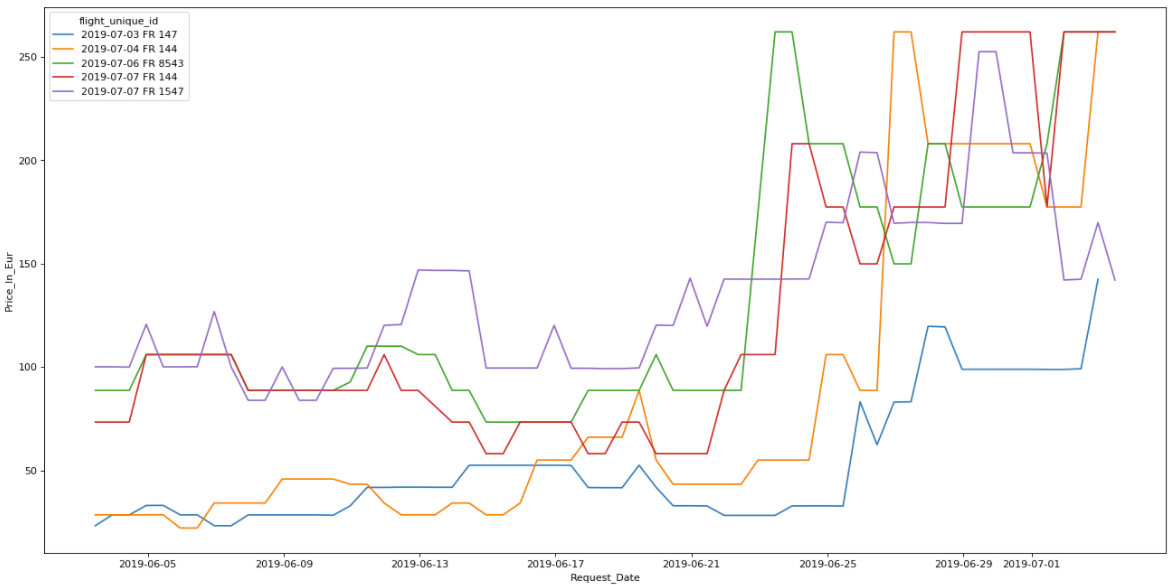 flight_unique_id
2019-07-03 FR 147
2019-07-04 FR 144
2019-07-06 FR 8543
2019-07-07 FR 144
2019-07-07 FR 1547
250
200
150
100
50
Price_In_Eur
2019-06-05 2019-06-09 2019-06-13 2019-06-17 2019-06-21 2019-06-25 2019-06-29 2019-07-01
Request_Date